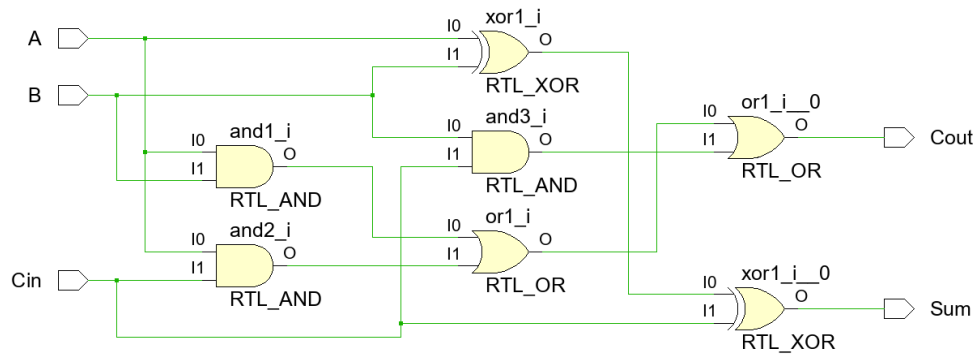 xor1_i
A
I0
O
I1
B
RTL_XOR
and1_i
and3_i
or1_i__0
I0
O
I1
RTL_AND
I0
O
I1
RTL_AND
I0
O
I1
RTL_OR
Cout
and2_i
or1_i
I0
O
I1
RTL_AND
I0
O
I1
RTL_OR
Cin
xor1_i__0
I0
O
I1
RTL_XOR
Sum